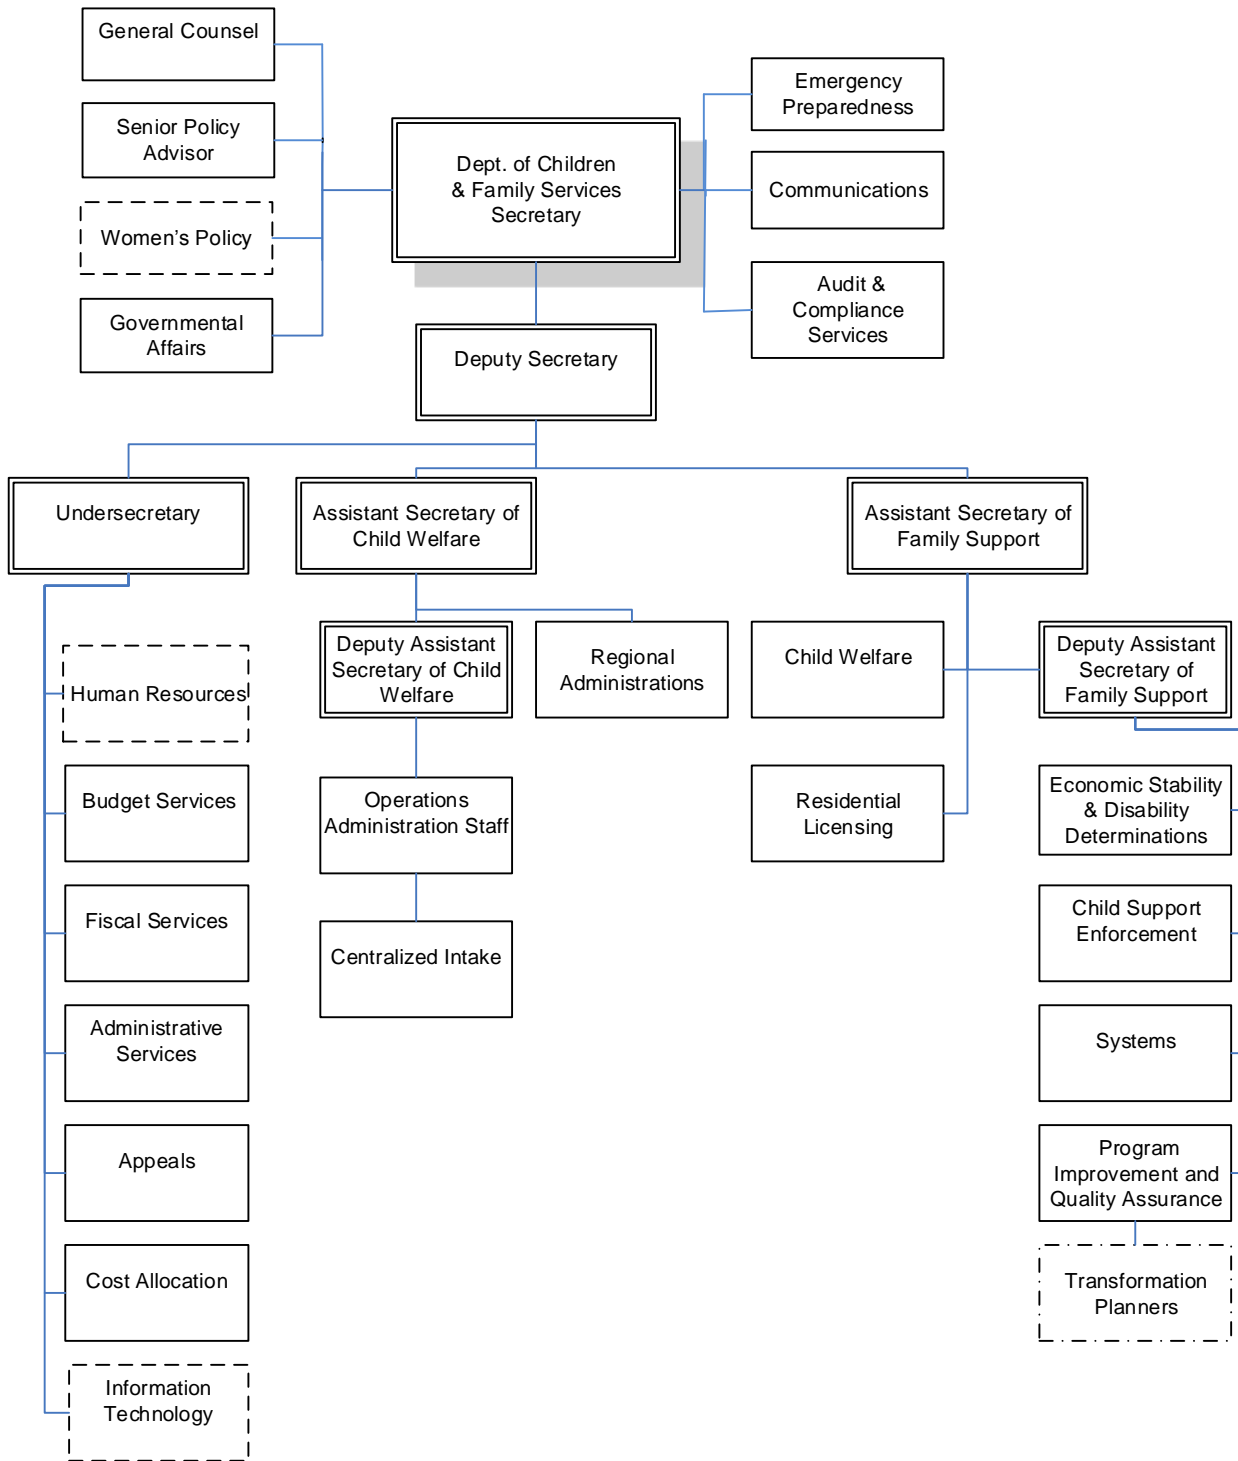 General Counsel
Senior Policy
Advisor
Women’s Policy
Governmental
Affairs
Dept. of Children
& Family Services
Secretary
Emergency
Preparedness
Communications
Audit &
Compliance
Services
Deputy Secretary
Undersecretary
Assistant Secretary of
Child Welfare
Assistant Secretary of
Family Support
Human Resources
Budget Services
Fiscal Services
Administrative
Services
Appeals
Cost Allocation
Information
Technology
Deputy Assistant
Secretary of Child
Welfare
Regional
Administrations
Operations
Administration Staff
Centralized Intake
Child Welfare
Residential
Licensing
Deputy Assistant
Secretary of
Family Support
Economic Stability
& Disability
Determinations
Child Support
Enforcement
Systems
Program
Improvement and
Quality Assurance
Transformation
Planners